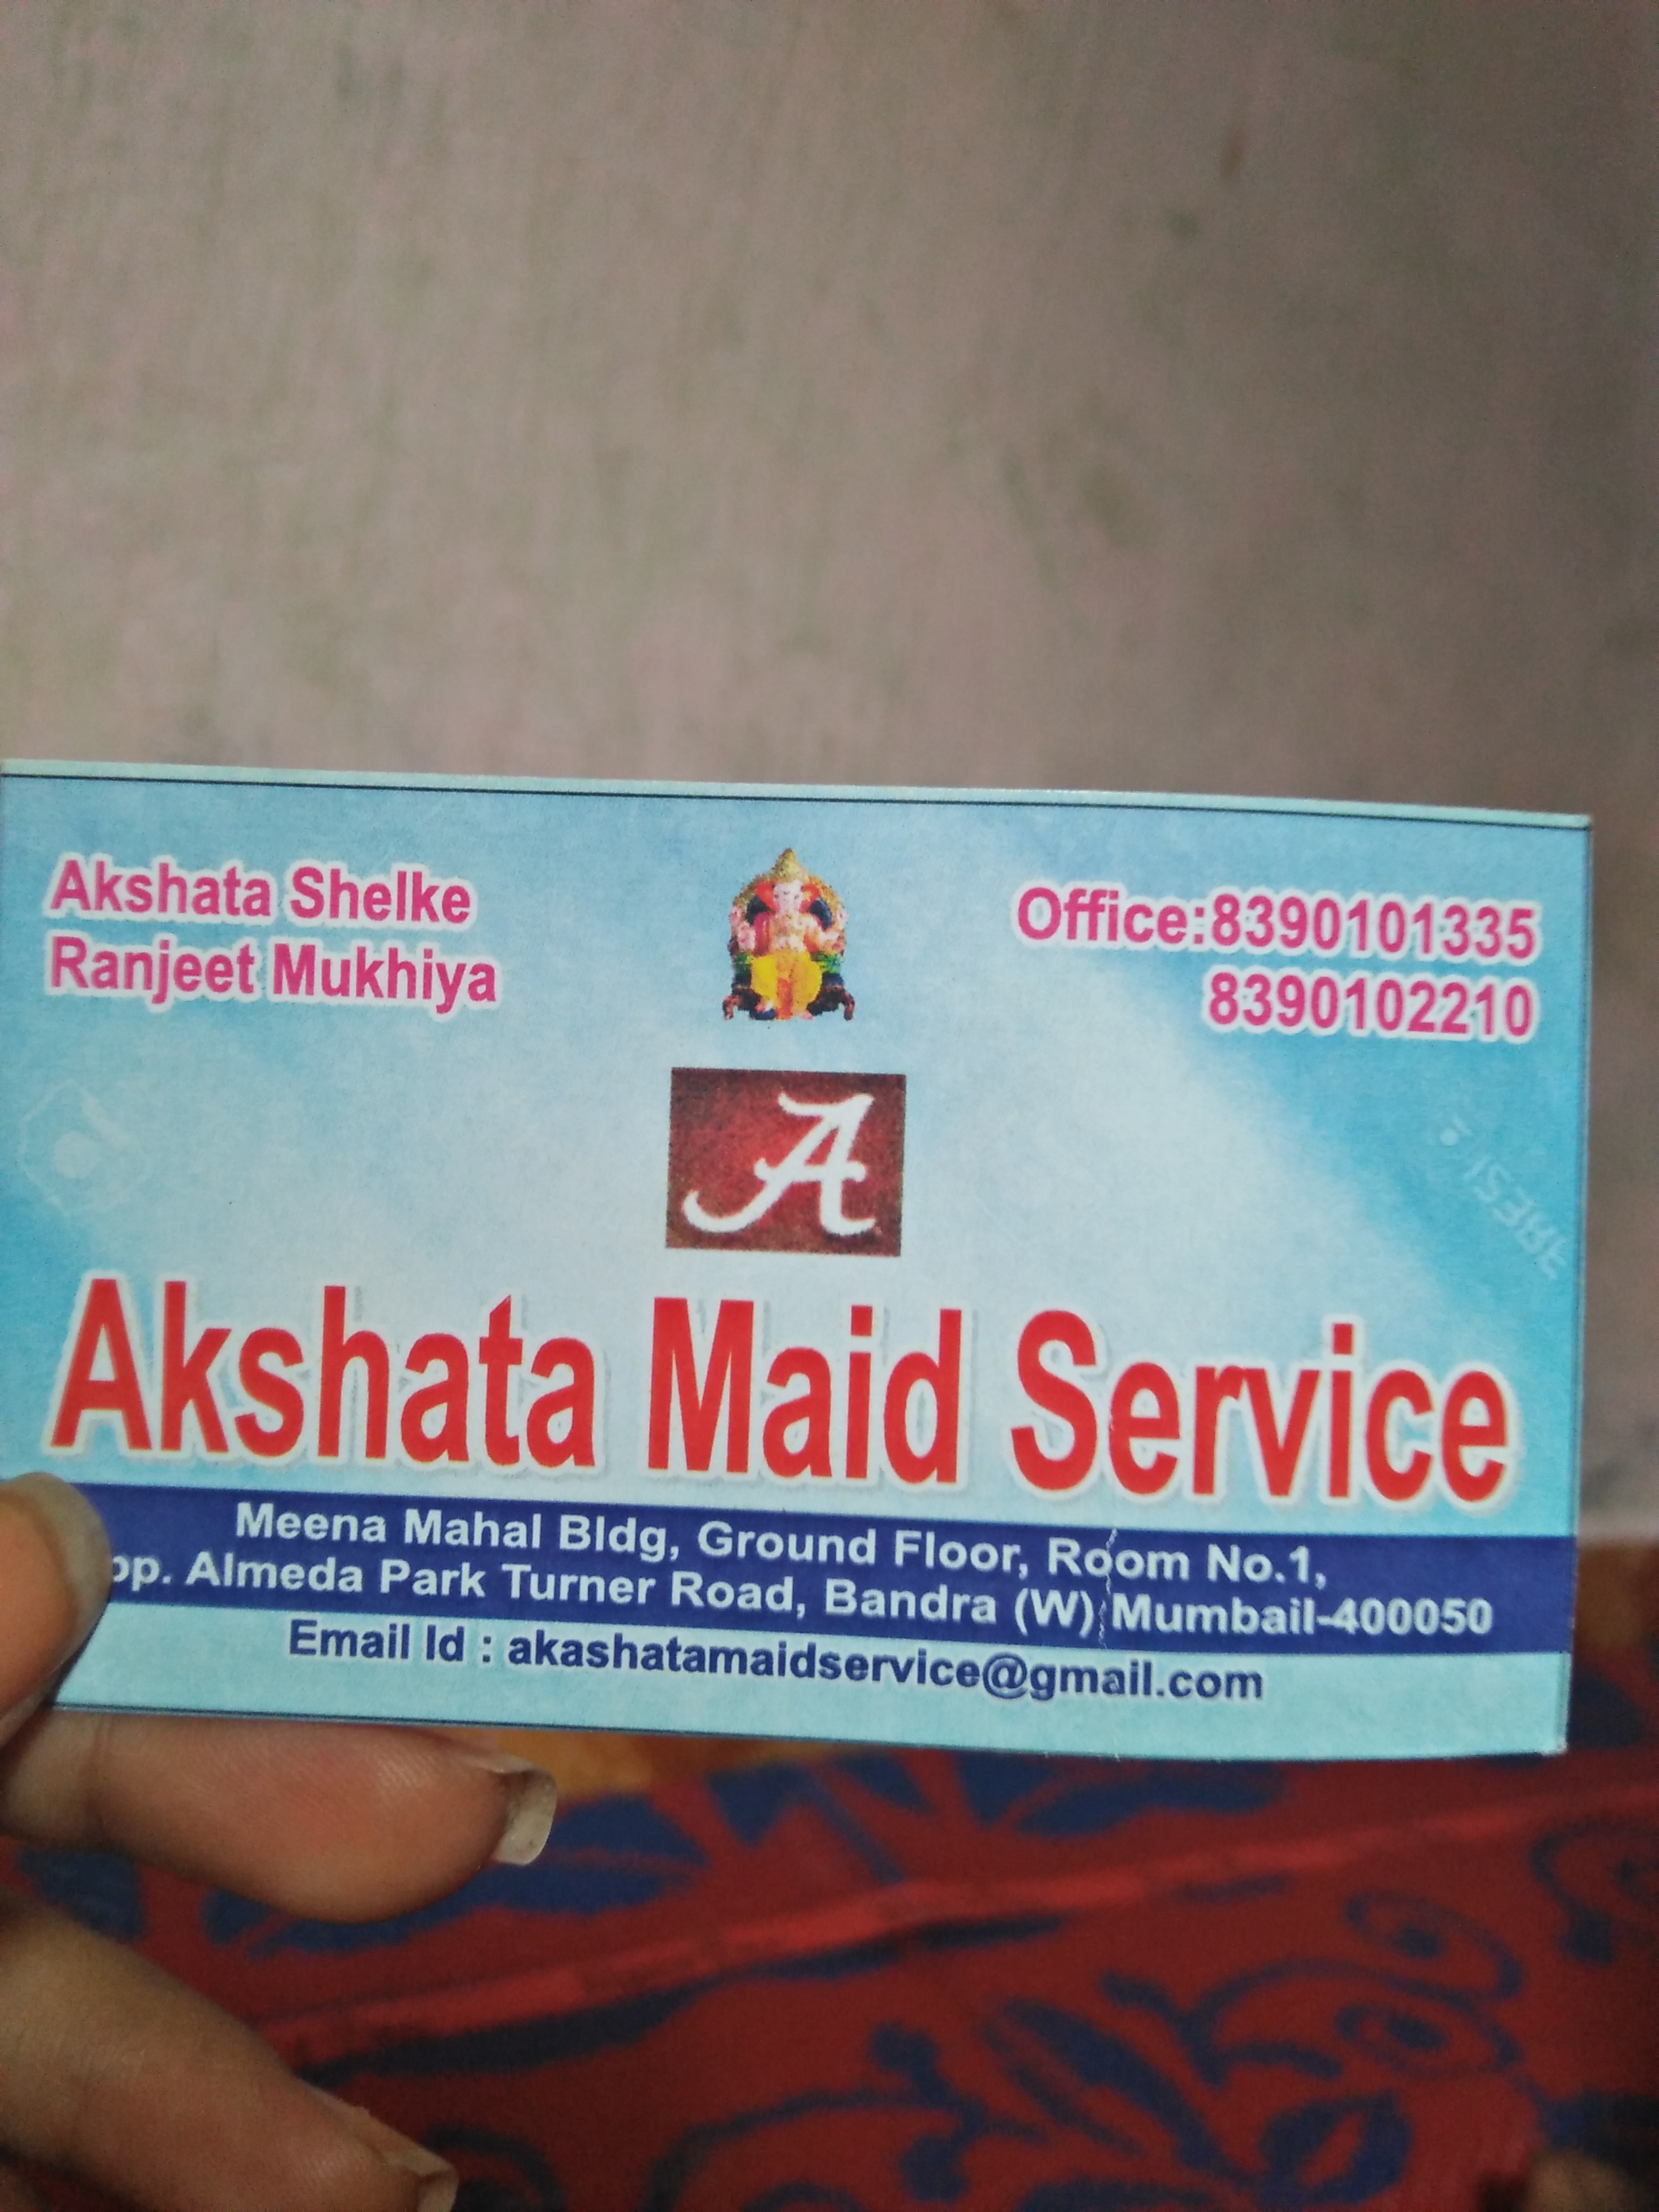 Akshata Shelke
Ranjeet Mukhiya
Office:8390101335
8390102210
A
Akshata Maid Service
Meena Mahal Bldg, Ground Floor, Room No.1,
pp. Almeda Park Turner Road, Bandra (W) Mumbail-400050
Email Id : akashatamaidservice@gmail.com